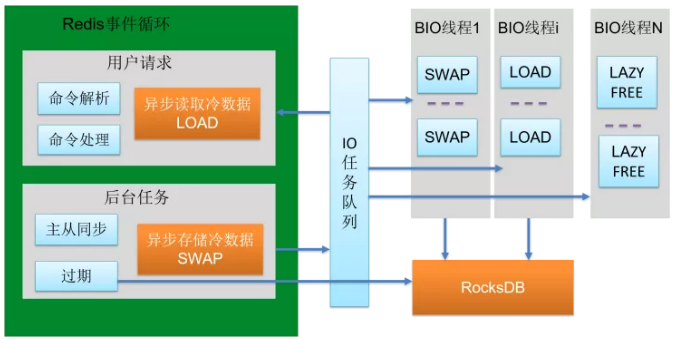 Redis事件循环
用户请求
命令解析
命令处理
异步读取冷数据
LOAD
后台任务
主从同步
过期
异步存储冷数据
SWAP
IO
任
务
队
列
BIO线程1
SWAP
SWAP
BIO线程i
LOAD
LOAD
BIO线程N
LAZY
FREE
LAZY
FREE
RocksDB